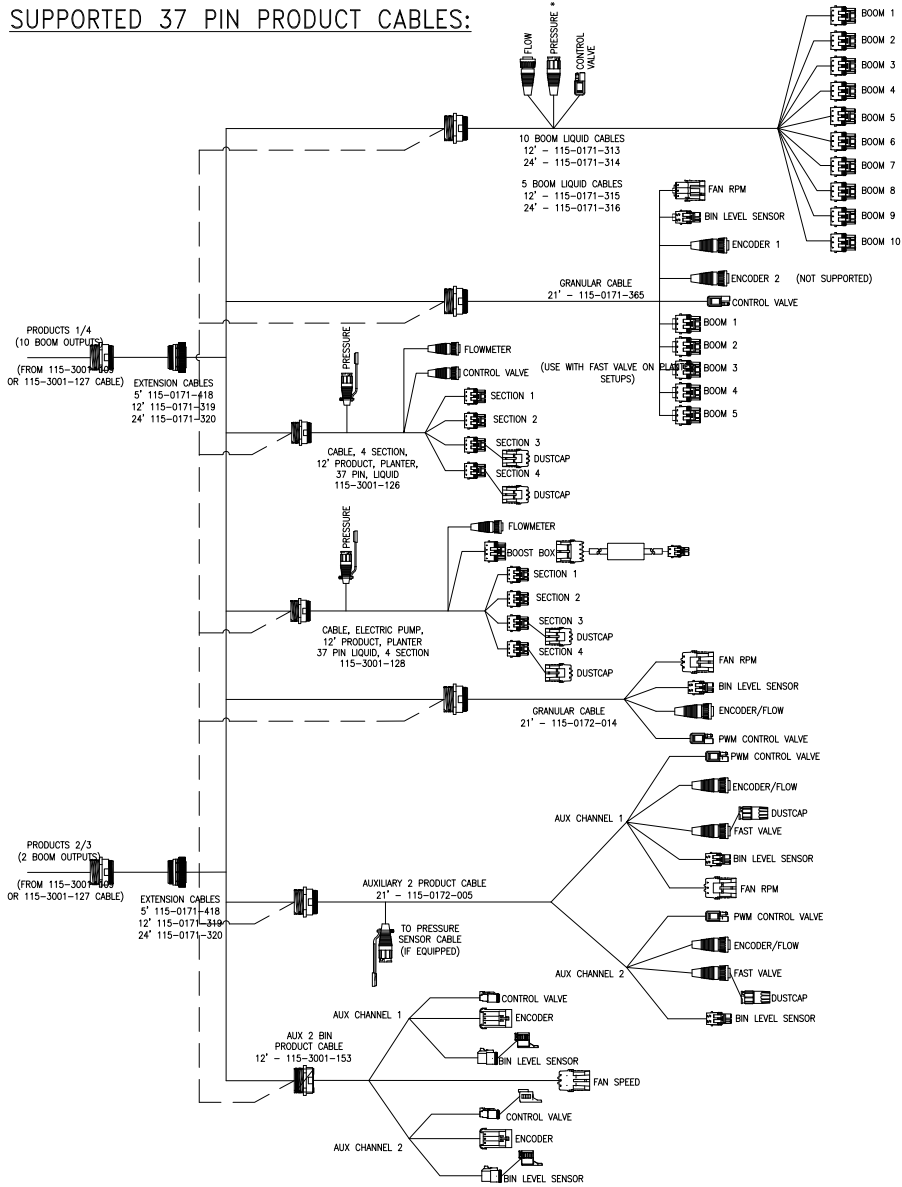 SUPPORTED 37 PIN PRODUCT CABLES:
FLOW
PRESSURE *
CONTROL
VALVE
BOOM 1
BOOM 2
BOOM 3
BOOM 4
BOOM 5
BOOM 6
BOOM 7
BOOM 8
BOOM 9
BOOM 10
10 BOOM LIQUID CABLES
12' - 115-0171-313
24' - 115-0171-314
5 BOOM LIQUID CABLES
12' - 115-0171-315
24' - 115-0171-316
FAN RPM
BIN LEVEL SENSOR
ENCODER 1
ENCODER 2 (NOT SUPPORTED)
GRANULAR CABLE
21' - 115-0171-365
CONTROL VALVE
BOOM 1
BOOM 2
BOOM 3
BOOM 4
BOOM 5
PRODUCTS 1/4
(10 BOOM OUTPUTS)
(FROM 115-3001-
OR 115-3001-127 CABLE)
EXTENSION CABLES
5' 115-0171-418
12' 115-0171-319
24' 115-0171-320
PRESSURE
FLOWMETER
CONTROL VALVE
(USE WITH FAST VALVE ON
SETUPS)
SECTION 1
SECTION 2
SECTION 3
DUSTCAP
SECTION 4
DUSTCAP
CABLE, 4 SECTION,
12' PRODUCT, PLANTER,
37 PIN, LIQUID
115-3001-126
PRESSURE
FLOWMETER
BOOST BOX
SECTION 1
SECTION 2
SECTION 3
DUSTCAP
SECTION 4
DUSTCAP
CABLE, ELECTRIC PUMP,
12' PRODUCT, PLANTER
37 PIN LIQUID, 4 SECTION
115-3001-128
FAN RPM
BIN LEVEL SENSOR
ENCODER/FLOW
PWM CONTROL VALVE
GRANULAR CABLE
21' - 115-0172-014
PWM CONTROL VALVE
ENCODER/FLOW
AUX CHANNEL 1
DUSTCAP
FAST VALVE
BIN LEVEL SENSOR
FAN RPM
PRODUCTS 2/3
(2 BOOM OUTPUTS)
(FROM 115-3001-
OR 115-3001-127 CABLE)
EXTENSION CABLES
5' 115-0171-418
12' 115-0171-319
24' 115-0171-320
AUXILIARY 2 PRODUCT CABLE
21' - 115-0172-005
TO PRESSURE
SENSOR CABLE
(IF EQUIPPED)
PWM CONTROL VALVE
ENCODER/FLOW
AUX CHANNEL 2
FAST VALVE
DUSTCAP
BIN LEVEL SENSOR
AUX 2 BIN
PRODUCT CABLE
12' - 115-3001-153
AUX CHANNEL 1
CONTROL VALVE
ENCODER
BIN LEVEL SENSOR
FAN SPEED
CONTROL VALVE
ENCODER
AUX CHANNEL 2
BIN LEVEL SENSOR